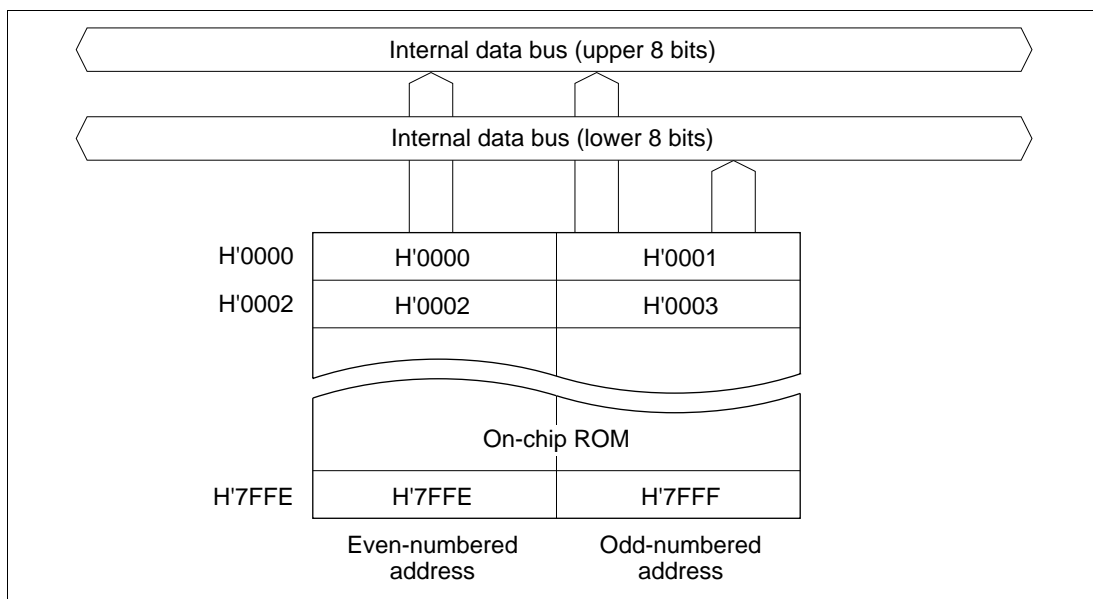 Internal data bus (upper 8 bits)
Internal data bus (lower 8 bits)
H'0000 H'0000 H'0001
H'0002 H'0002 H'0003
On-chip ROM
H'7FFE H'7FFE H'7FFF
Even-numbered Odd-numbered
address address